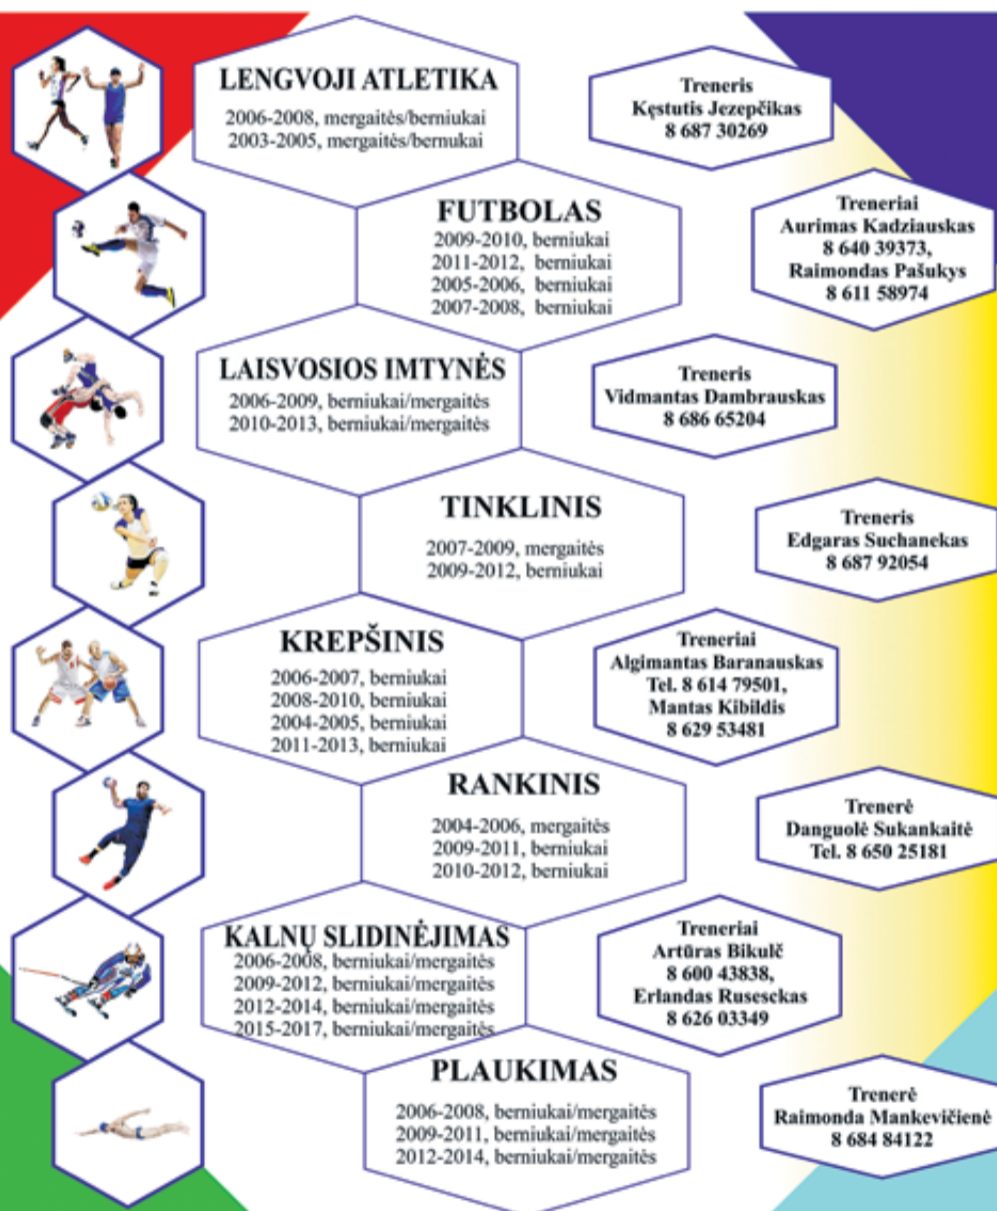 LENGVOJI ATLETIKA
2006-2008, mergaitės/berniukai
2003-2005, mergaitės/bernukai
Treneris
Kęstutis Jezepčikas
8 687 30269
FUTBOLAS
2009-2010, berniukai
2011-2012, berniukai
2005-2006, berniukai
2007-2008, berniukai
Treneriai
Aurimas Kadziauskas
8 640 39373,
Raimondas Pašukys
8 611 58974
LAISVOSIOS IMTYNĖS
2006-2009, berniukai/mergaitės
2010-2013, berniukai/mergaitės
Treneris
Vidmantas Dambrauskas
8 686 65204
TINKLINIS
2007-2009, mergaitės
2009-2012, berniukai
Treneris
Edgaras Suchanekas
8 687 92054
KREPŠINIS
2006-2007, berniukai
2008-2010, berniukai
2004-2005, berniukai
2011-2013, berniukai
Treneriai
Algimantas Baranauskas
Tel. 8 614 79501,
Mantas Kibildis
8 629 53481
RANKINIS
2004-2006, mergaitės
2009-2011, berniukai
2010-2012, berniukai
Trenerė
Danguolė Sukankaitė
Tel. 8 650 25181
KALNŲ SLIDINĖJIMAS
2006-2008, berniukai/mergaitės
2009-2012, berniukai/mergaitės
2012-2014, berniukai/mergaitės
2015-2017, berniukai/mergaitės
Treneriai
Artūras Bikulč
8 600 43838,
Erlandas Rusesckas
8 626 03349
PLAUKIMAS
2006-2008, berniukai/mergaitės
2009-2011, berniukai/mergaitės
2012-2014, berniukai/mergaitės
Trenerė
Raimonda Mankevičienė
8 684 84122